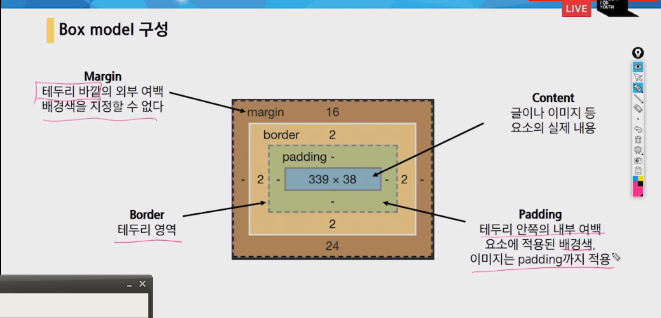 LIVE
FOR
YOUTH
Box model 구성
Margin
테두리 바깥의 외부 여백
배경색을 지정할 수 없다
Content
글이나 이미지 등
요소의 실제 내용
margin 16
border 2
padding -
- 2 - 339 × 38 - 2 -
-
2
24
Border
테두리 영역
Padding
테두리 안쪽의 내부 여백
요소에 적용된 배경색,
이미지는 padding까지 적용